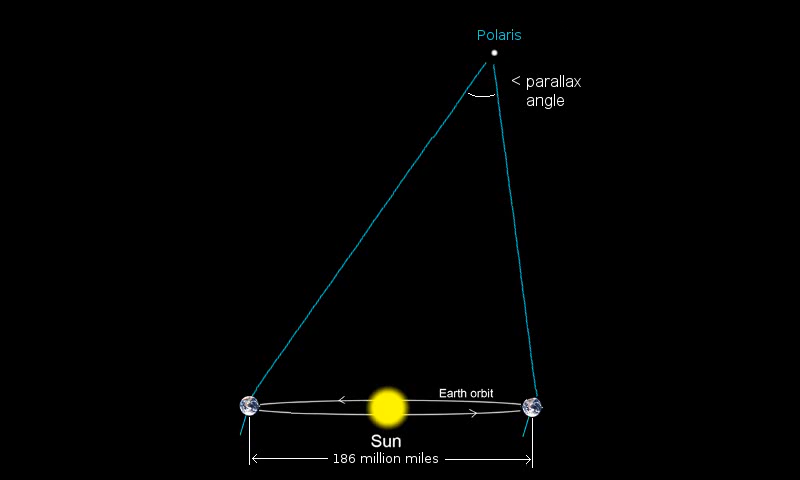 Polaris
< parallax
angle
Earth orbit
Sun
186 million miles